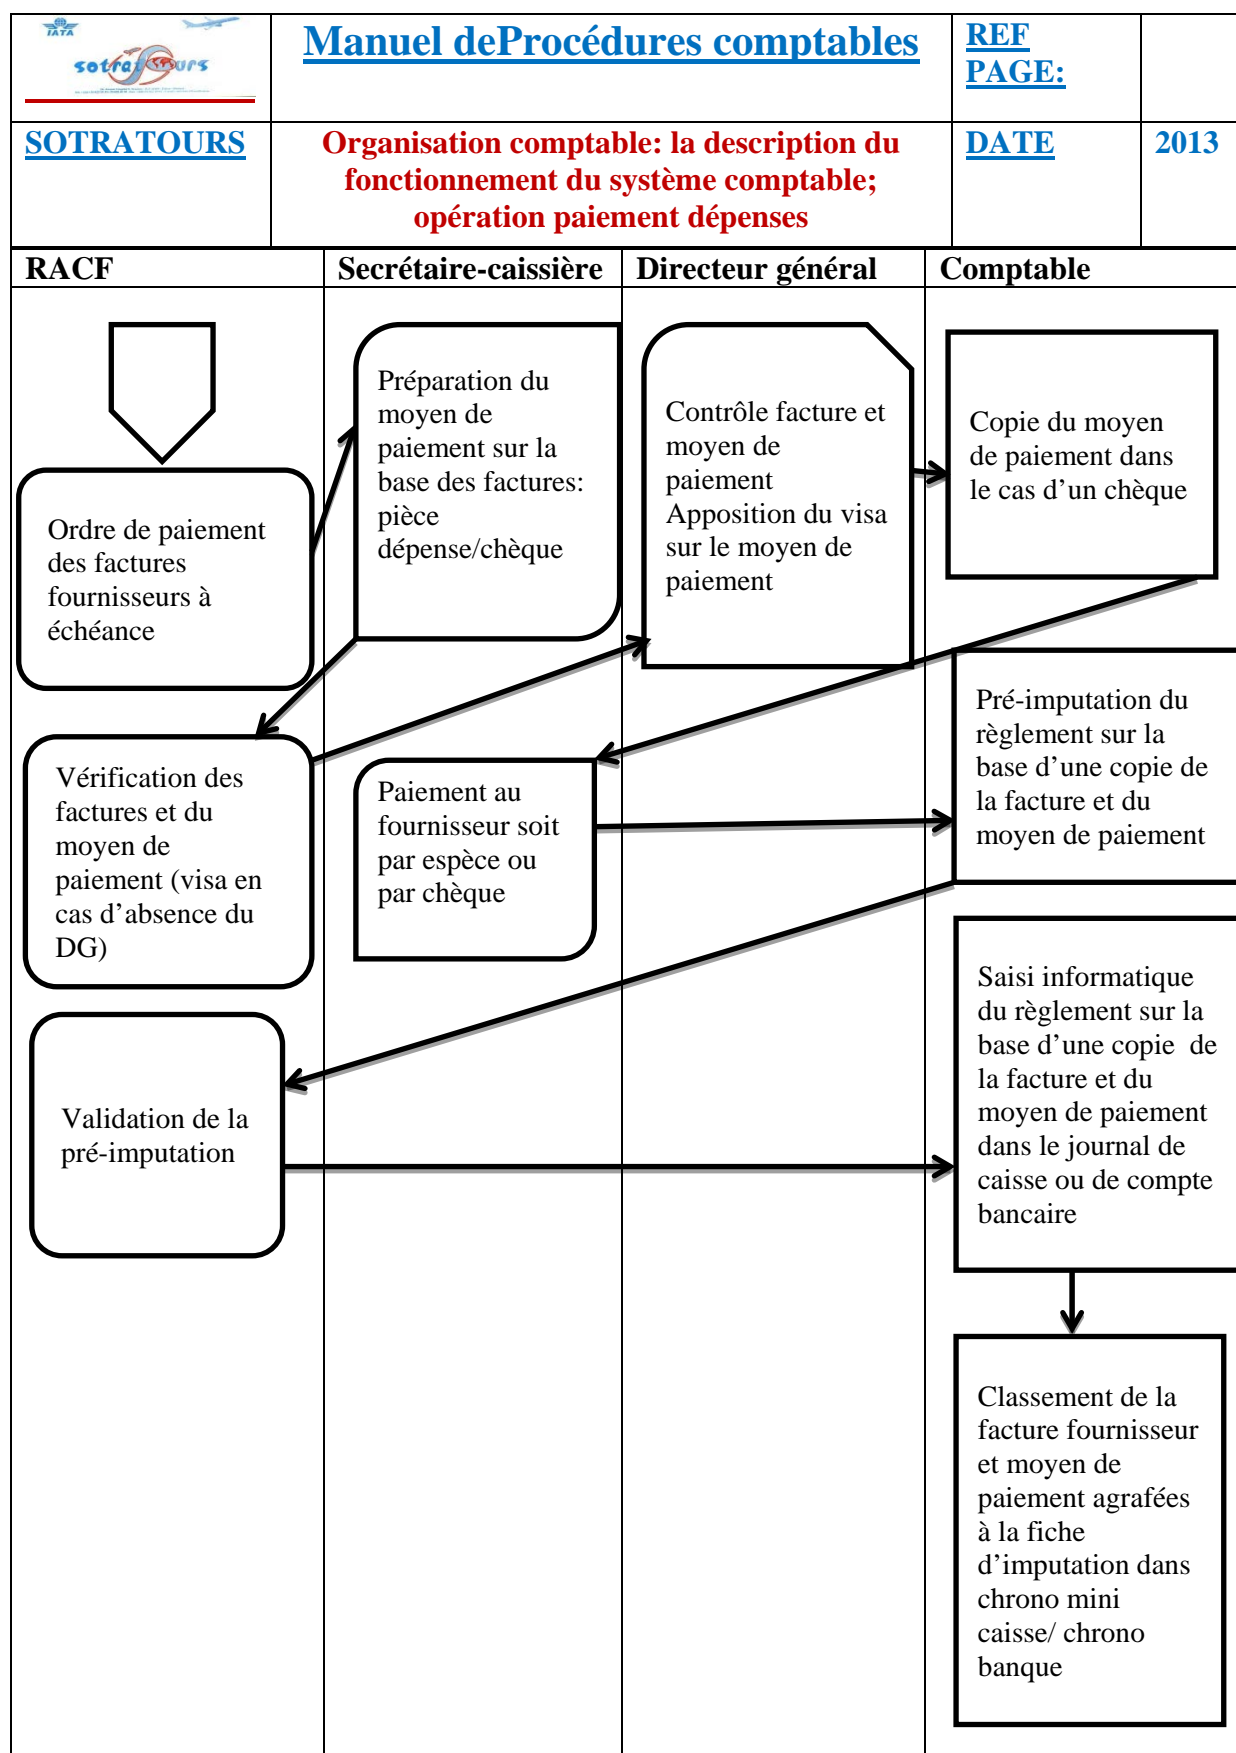 IATA
sotratours
Manuel deProcédures comptables
REF
PAGE:
SOTRATOURS
Organisation comptable: la description du
fonctionnement du système comptable;
opération paiement dépenses
DATE
2013
RACF
Secrétaire-caissière
Directeur général
Comptable
Ordre de paiement
des factures
fournisseurs à
échéance
Préparation du
moyen de
paiement sur la
base des factures:
pièce
dépense/chèque
Contrôle facture et
moyen de
paiement
Apposition du visa
sur le moyen de
paiement
Copie du moyen
de paiement dans
le cas d’un chèque
Vérification des
factures et du
moyen de
paiement (visa en
cas d’absence du
DG)
Paiement au
fournisseur soit
par espèce ou
par chèque
Pré-imputation du
règlement sur la
base d’une copie de
la facture et du
moyen de paiement
Validation de la
pré-imputation
Saisi informatique
du règlement sur la
base d’une copie  de
la facture et du
moyen de paiement
dans le journal de
caisse ou de compte
bancaire
Classement de la
facture fournisseur
et moyen de
paiement agrafées
à la fiche
d’imputation dans
chrono mini
caisse/ chrono
banque